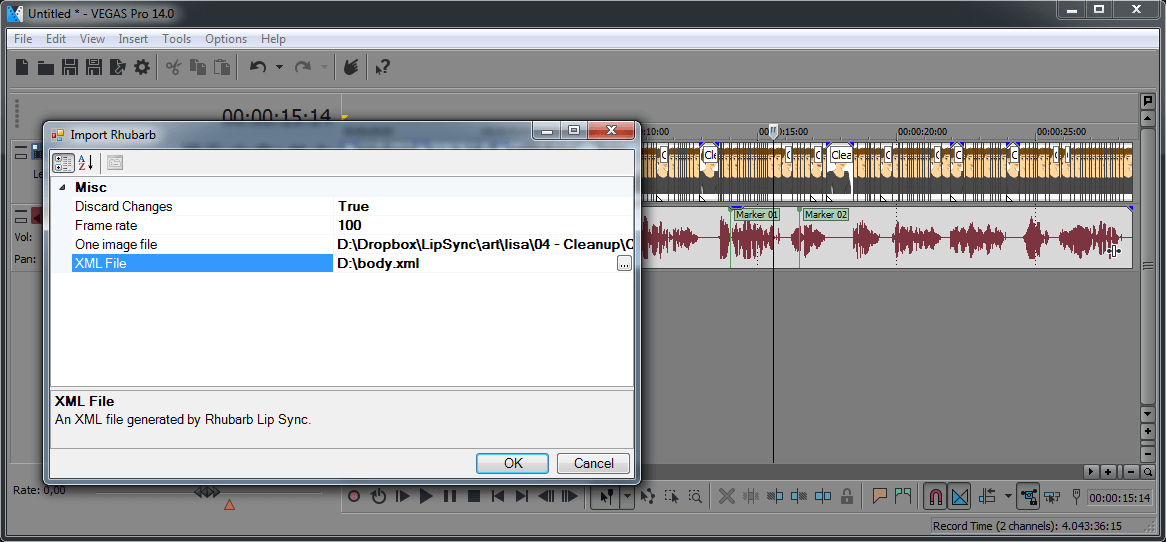 Untitled * - VEGAS Pro 14.0
File Edit View Insert Tools Options Help
00:00:15:14
Import Rhubarb
Misc
Discard Changes True
Frame rate 100
One image file D:\Dropbox\LipSync\art\lisa\04 - Cleanup\C
XML File D:\body.xml ...
XML File
An XML file generated by Rhubarb Lip Sync.
OK Cancel
:10:00 00:00:15:00 00:00:20:00 00:00:25:00
Cle Clea
Le
Marker 01 Marker 02
Vol:
Pan:
Rate: 0,00
00:00:15:14
Record Time (2 channels): 4.043:36:15